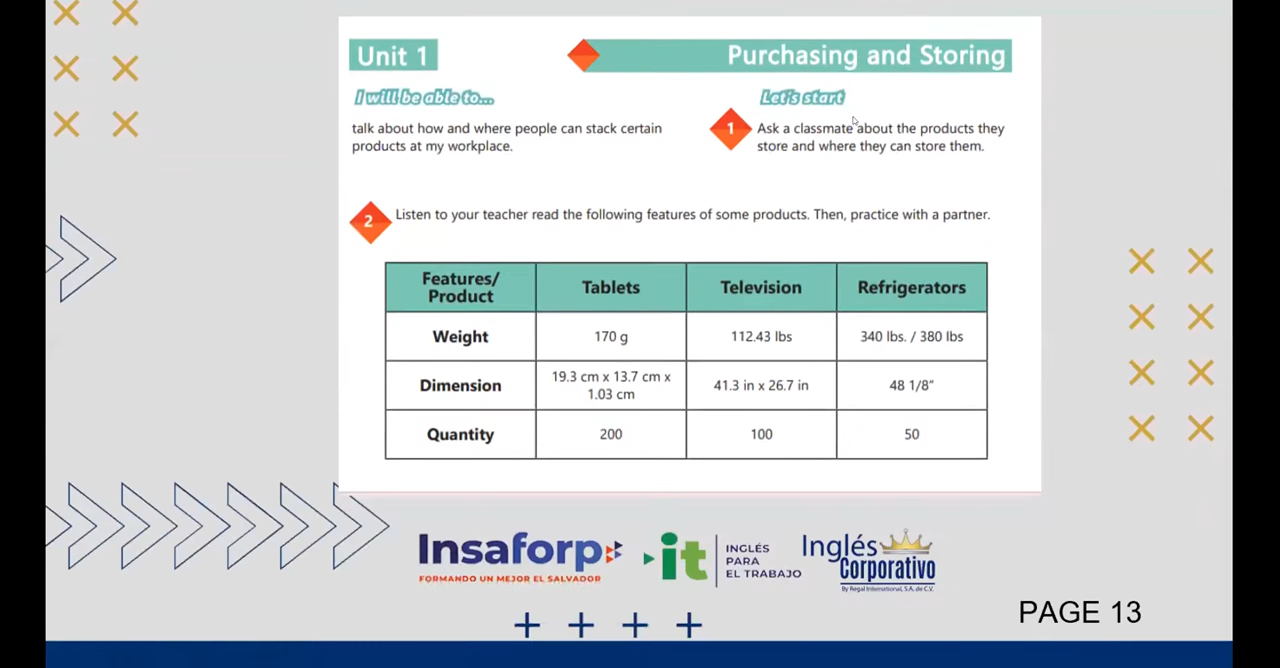 Unit 1
Purchasing and Storing
I will be able to...
talk about how and where people can stack certain
products at my workplace.
Let's start
1
Ask a classmate about the products they
store and where they can store them.
2
Listen to your teacher read the following features of some products. Then, practice with a partner.
Features/
Product
Tablets
Television
Refrigerators
Weight
170 g
112.43 lbs
340 lbs. / 380 lbs
Dimension
19.3 cm x 13.7 cm x
1.03 cm
41.3 in x 26.7 in
48 1/8"
Quantity
200
100
50
Insaforp
FORMANDO UN MEJOR EL SALVADOR
it
INGLÉS
PARA
EL TRABAJO
Inglés
Corporativo
By Regal International, S.A. de C.V.
PAGE 13